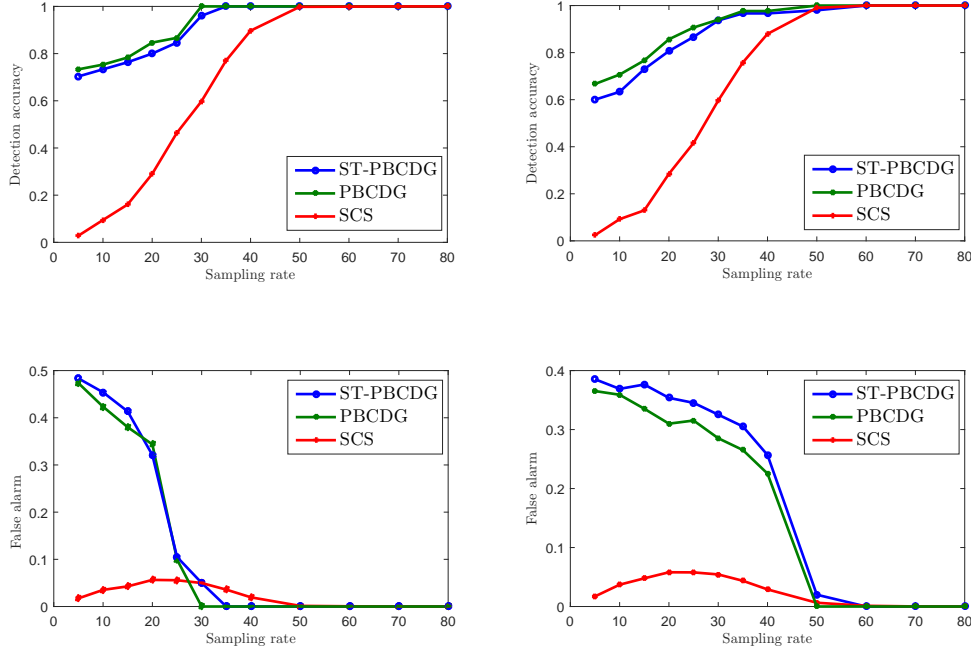 1
0.8
0.6
0.4
0.2
0
Detection accuracy
ST-PBCDG
PBCDG
SCS
0 10 20 30 40 50 60 70 80
Sampling rate
1
0.8
0.6
0.4
0.2
0
Detection accuracy
ST-PBCDG
PBCDG
SCS
0 10 20 30 40 50 60 70 80
Sampling rate
0.5
0.4
0.3
0.2
0.1
0
False alarm
ST-PBCDG
PBCDG
SCS
0 10 20 30 40 50 60 70 80
Sampling rate
0.4
0.3
0.2
0.1
0
False alarm
ST-PBCDG
PBCDG
SCS
0 10 20 30 40 50 60 70 80
Sampling rate